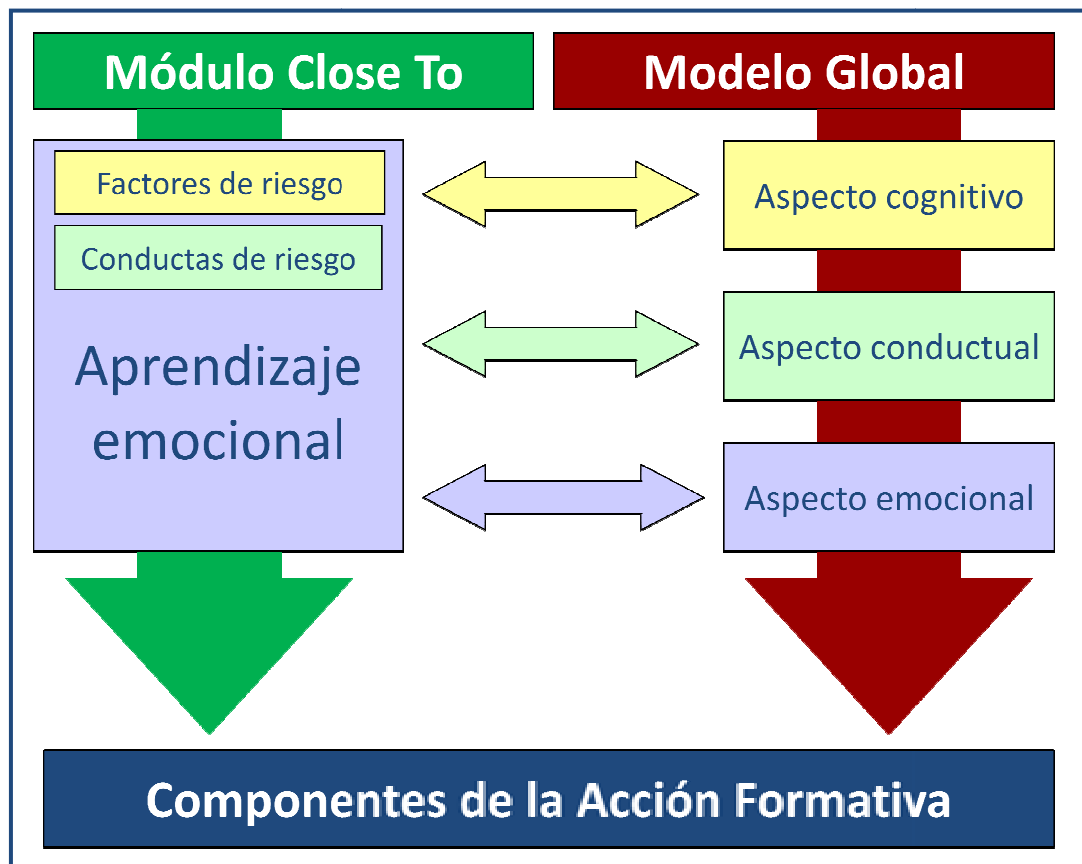 Módulo Close To
Modelo Global
Factores de riesgo
Conductas de riesgo
Aprendizaje
emocional
Aspecto cognitivo
Aspecto conductual
Aspecto emocional
Componentes de la Acción Formativa